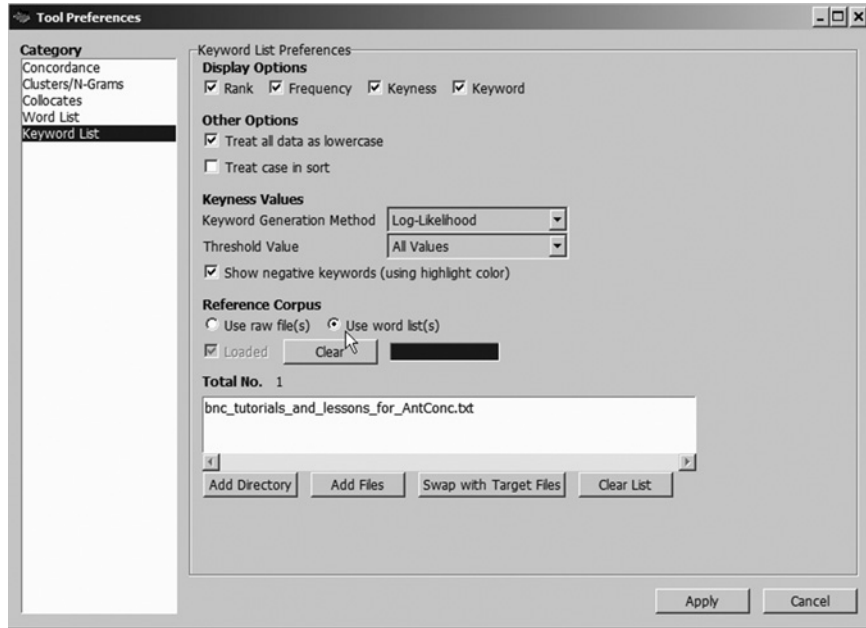 Tool Preferences
Category
Concordance
Clusters/N-Grams
Collocates
Word List
Keyword List
Keyword List Preferences
Display Options
Rank Frequency Keyness Keyword
Other Options
Treat all data as lowercase
Treat case in sort
Keyness Values
Keyword Generation Method Log-Likelihood
Threshold Value All Values
Show negative keywords (using highlight color)
Reference Corpus
Use raw file(s) Use word list(s)
Loaded Clear
Total No. 1
bnc_tutorials_and_lessons_for_AntConc.txt
Add Directory Add Files Swap with Target Files Clear List
Apply Cancel